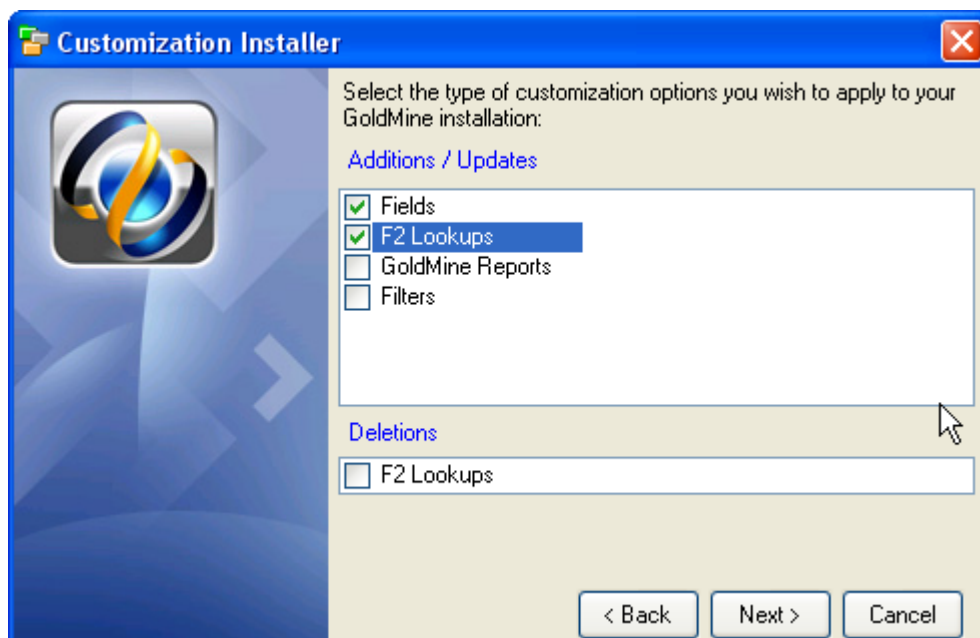 Customization Installer
Select the type of customization options you wish to apply to your
GoldMine installation:
Additions / Updates
Fields
F2 Lookups
GoldMine Reports
Filters
Deletions
F2 Lookups
< Back
Next >
Cancel